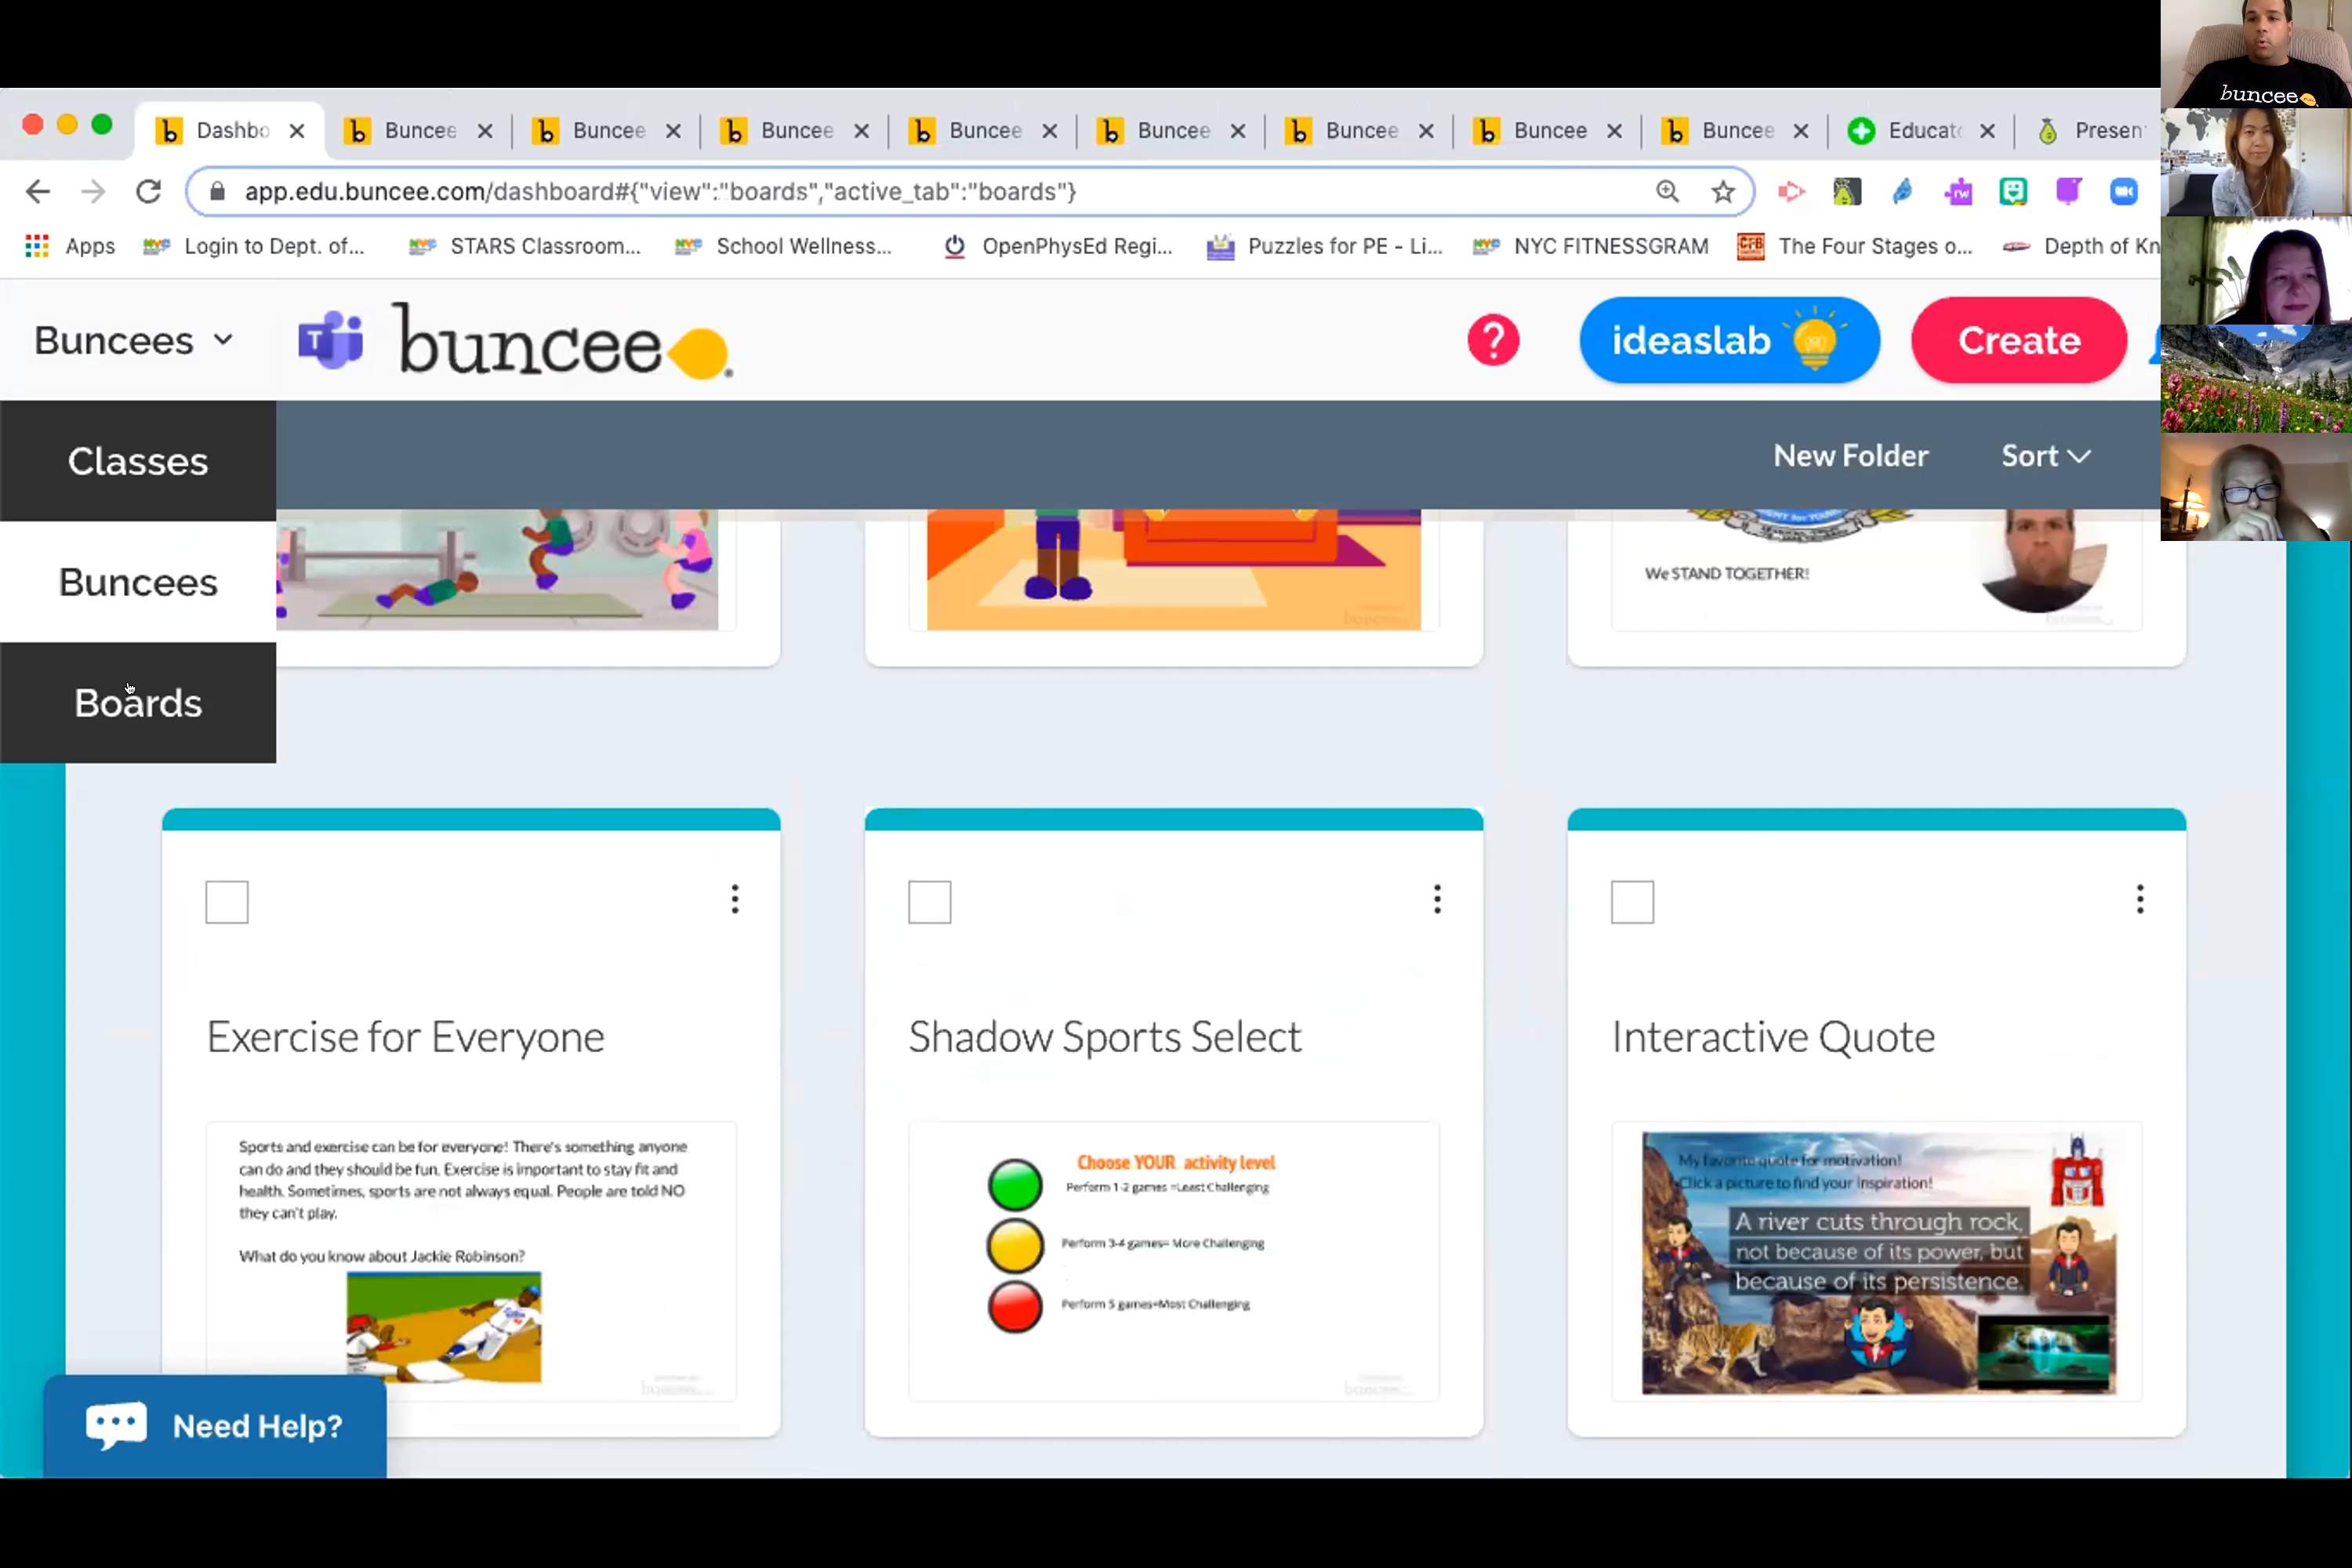 buncee
Dashbo
Buncee
Buncee
Buncee
Buncee
Buncee
Buncee
Buncee
Buncee
Educat
Presen
app.edu.buncee.com/dashboard#{"view":"boards","active_tab":"boards"}
Apps
Login to Dept. of...
STARS Classroom...
School Wellness...
OpenPhysEd Regi...
Puzzles for PE - Li...
NYC FITNESSGRAM
The Four Stages o...
Depth of Kn
Buncees
T
buncee
?
ideaslab
Create
Classes
New Folder
Sort
Buncees
We STAND TOGETHER!
Boards
Exercise for Everyone
Shadow Sports Select
Interactive Quote
Sports and exercise can be for everyone! There's something anyone
can do and they should be fun. Exercise is important to stay fit and
health. Sometimes, sports are not always equal. People are told NO
they can't play.
What do you know about Jackie Robinson?
Choose YOUR activity level
Perform 1-2 games =Least Challenging
Perform 3-4 games= More Challenging
Perform 5 games=Most Challenging
My favorite quote for motivation!
Click a picture to find your inspiration!
A river cuts through rock,
not because of its power, but
because of its persistence.
buncee
buncee
Need Help?